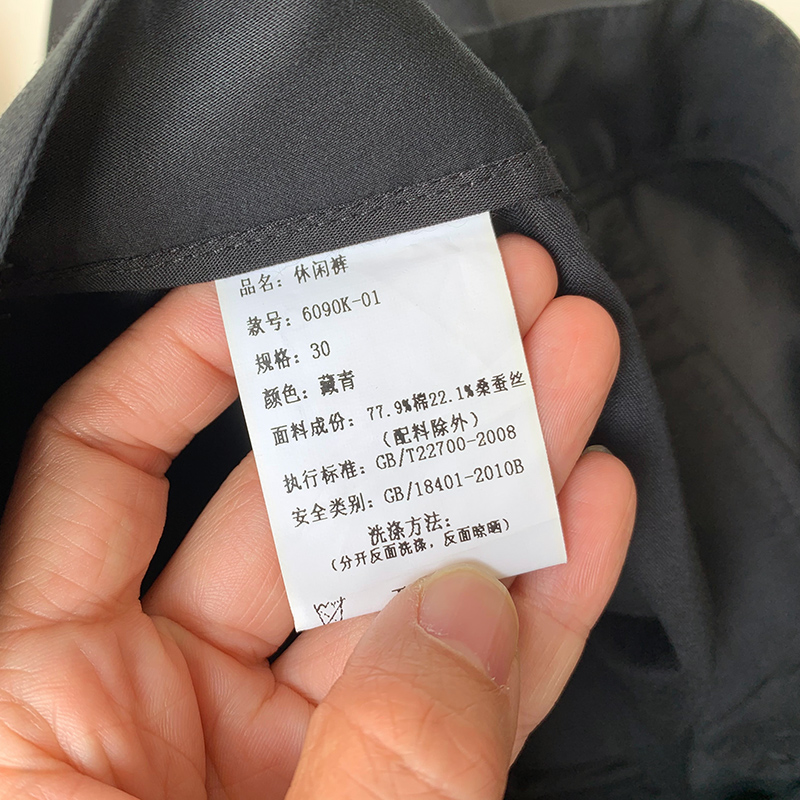 品名：休闲裤
款号：6090K-01
规格：30
颜色：藏青
面料成份：77.9%棉22.1%桑蚕丝
（配料除外）
执行标准：GB/T22700-2008
安全类别：GB/18401-2010B
洗涤方法：
（分开反面洗涤，反面晾晒）